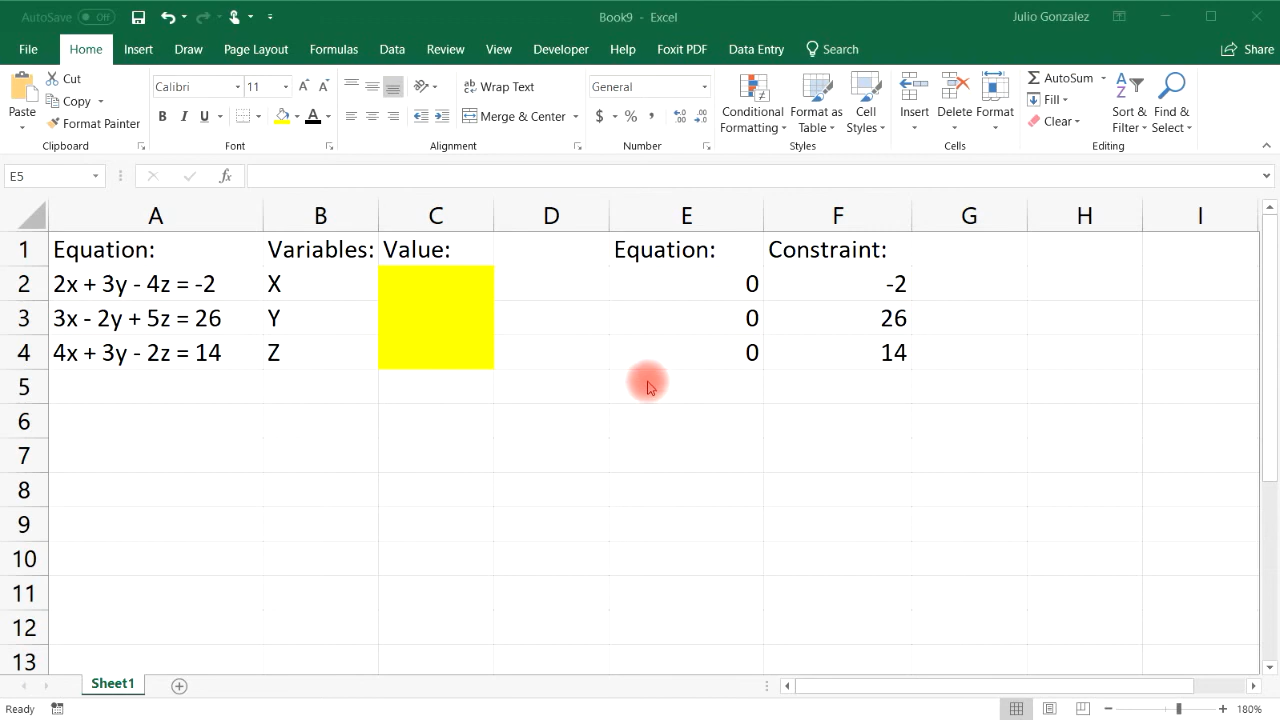 AutoSave Off
Book9 - Excel
Julio Gonzalez
File Home Insert Draw Page Layout Formulas Data Review View Developer Help Foxit PDF Data Entry Search Share
Paste
Cut
Copy
Format Painter
Clipboard
Calibri 11
B I U A
Font
Wrap Text
Merge & Center
Alignment
General
$ % ,
Number
Conditional Formatting
Format as Table
Cell Styles
Styles
Insert
Delete
Format
Cells
AutoSum
Fill
Clear
Sort & Filter
Find & Select
Editing
E5 fx
A B C D E F G H I
1 Equation: Variables: Value: Equation: Constraint:
2 2x + 3y - 4z = -2 X 0 -2
3 3x - 2y + 5z = 26 Y 0 26
4 4x + 3y - 2z = 14 Z 0 14
5
6
7
8
9
10
11
12
13
Sheet1
Ready
180%